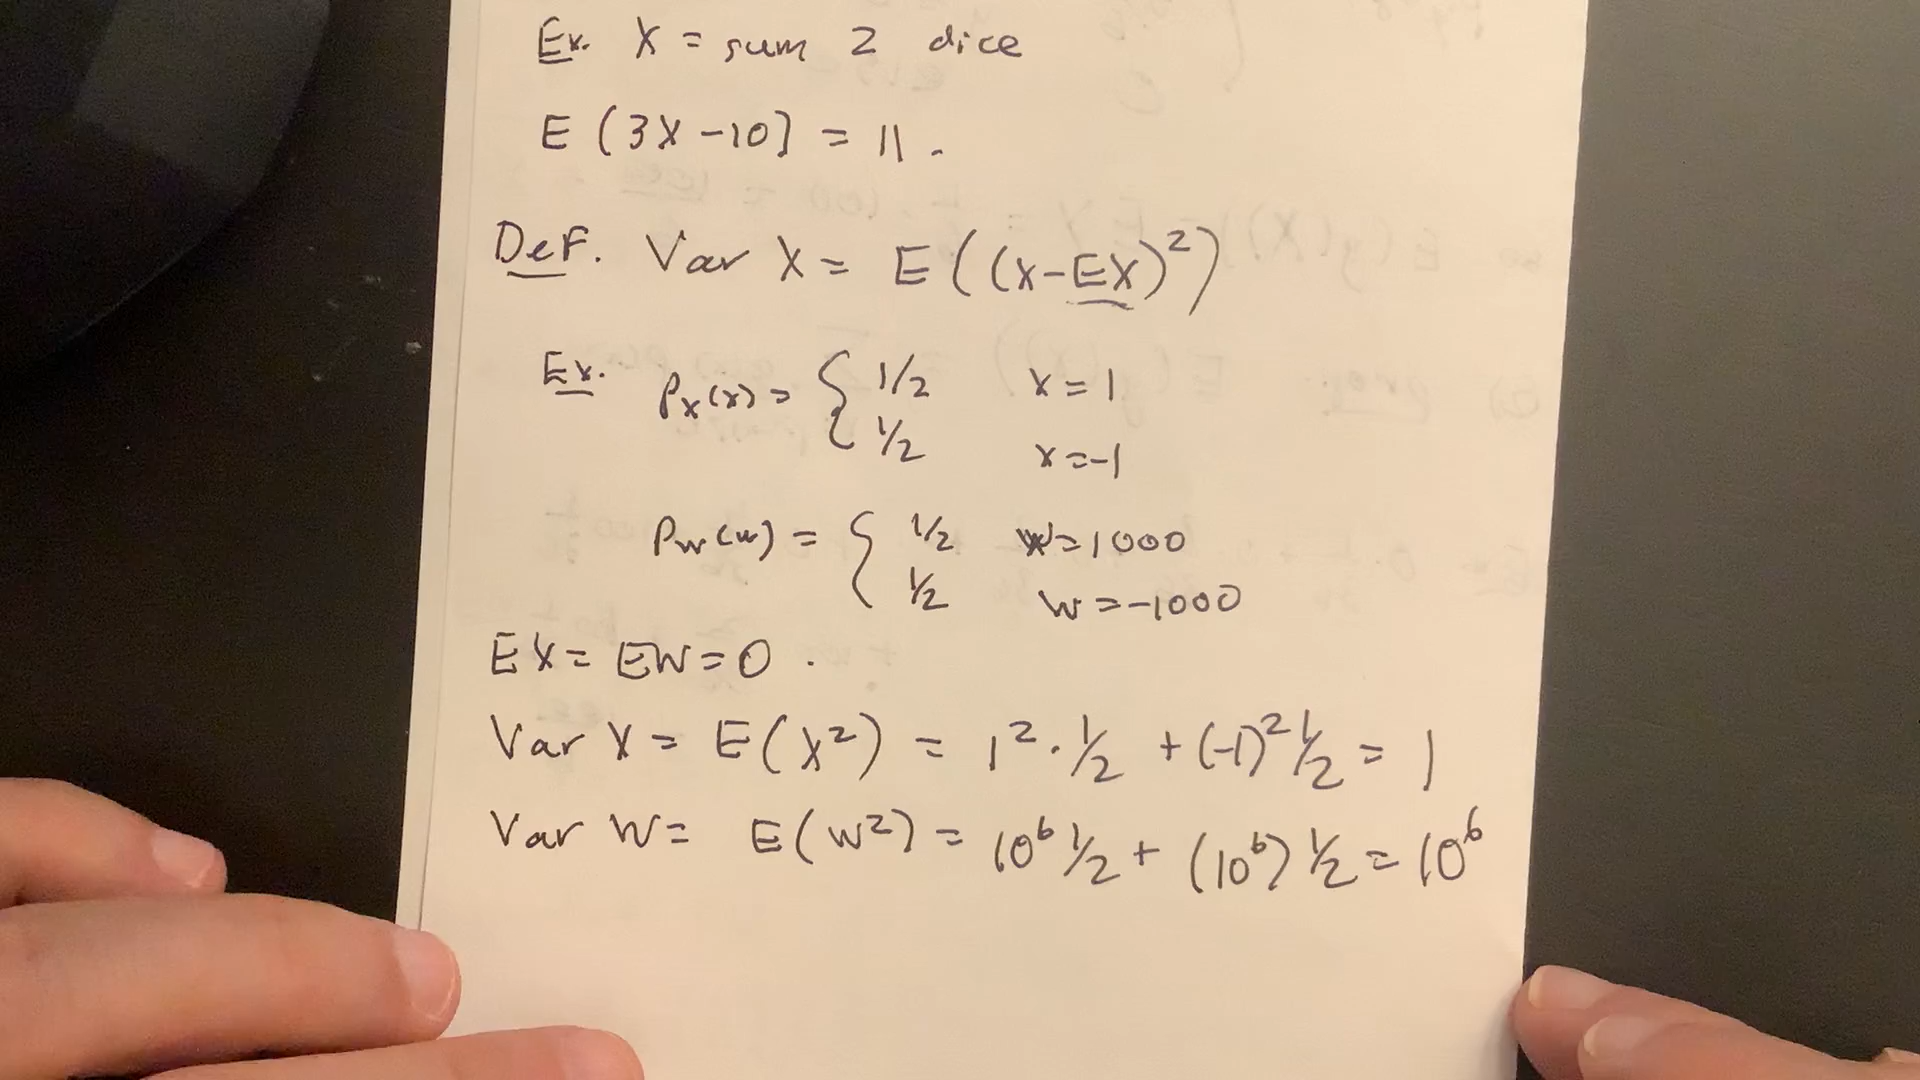 Ex. X = sum 2 dice
E (3X - 10] = 11.
Def. Var X = E((x-EX)²)
Ex. Px(x) = { 1/2 x = 1
1/2 x = -1
Pw(w) = { 1/2 w = 1000
1/2 w = -1000
EX = EW = 0.
Var X = E(X²) = 1² · 1/2 + (-1)² 1/2 = 1
Var W = E(W²) = 10⁶ 1/2 + (10⁶) 1/2 = 10⁶